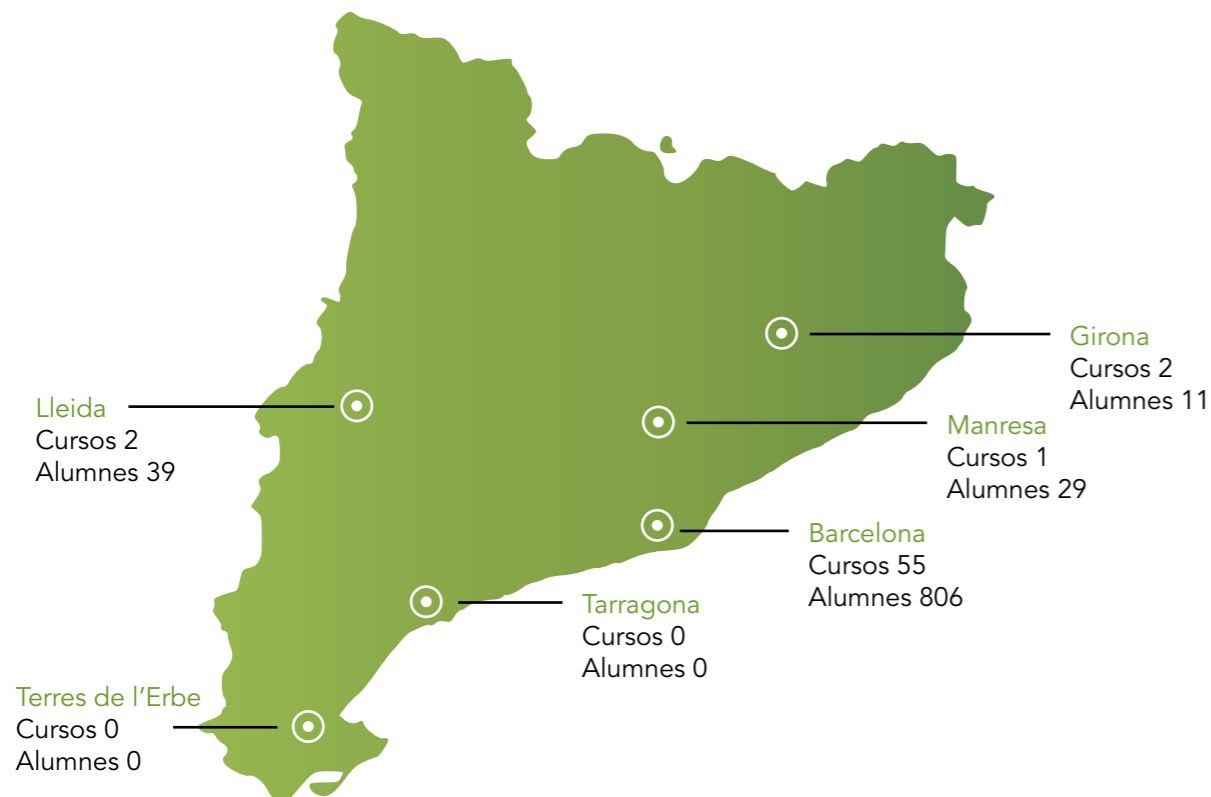 Girona
Cursos 2
Alumnes 11
Lleida
Cursos 2
Alumnes 39
Manresa
Cursos 1
Alumnes 29
Barcelona
Cursos 55
Alumnes 806
Tarragona
Cursos 0
Alumnes 0
Terres de l'Erbe
Cursos 0
Alumnes 0